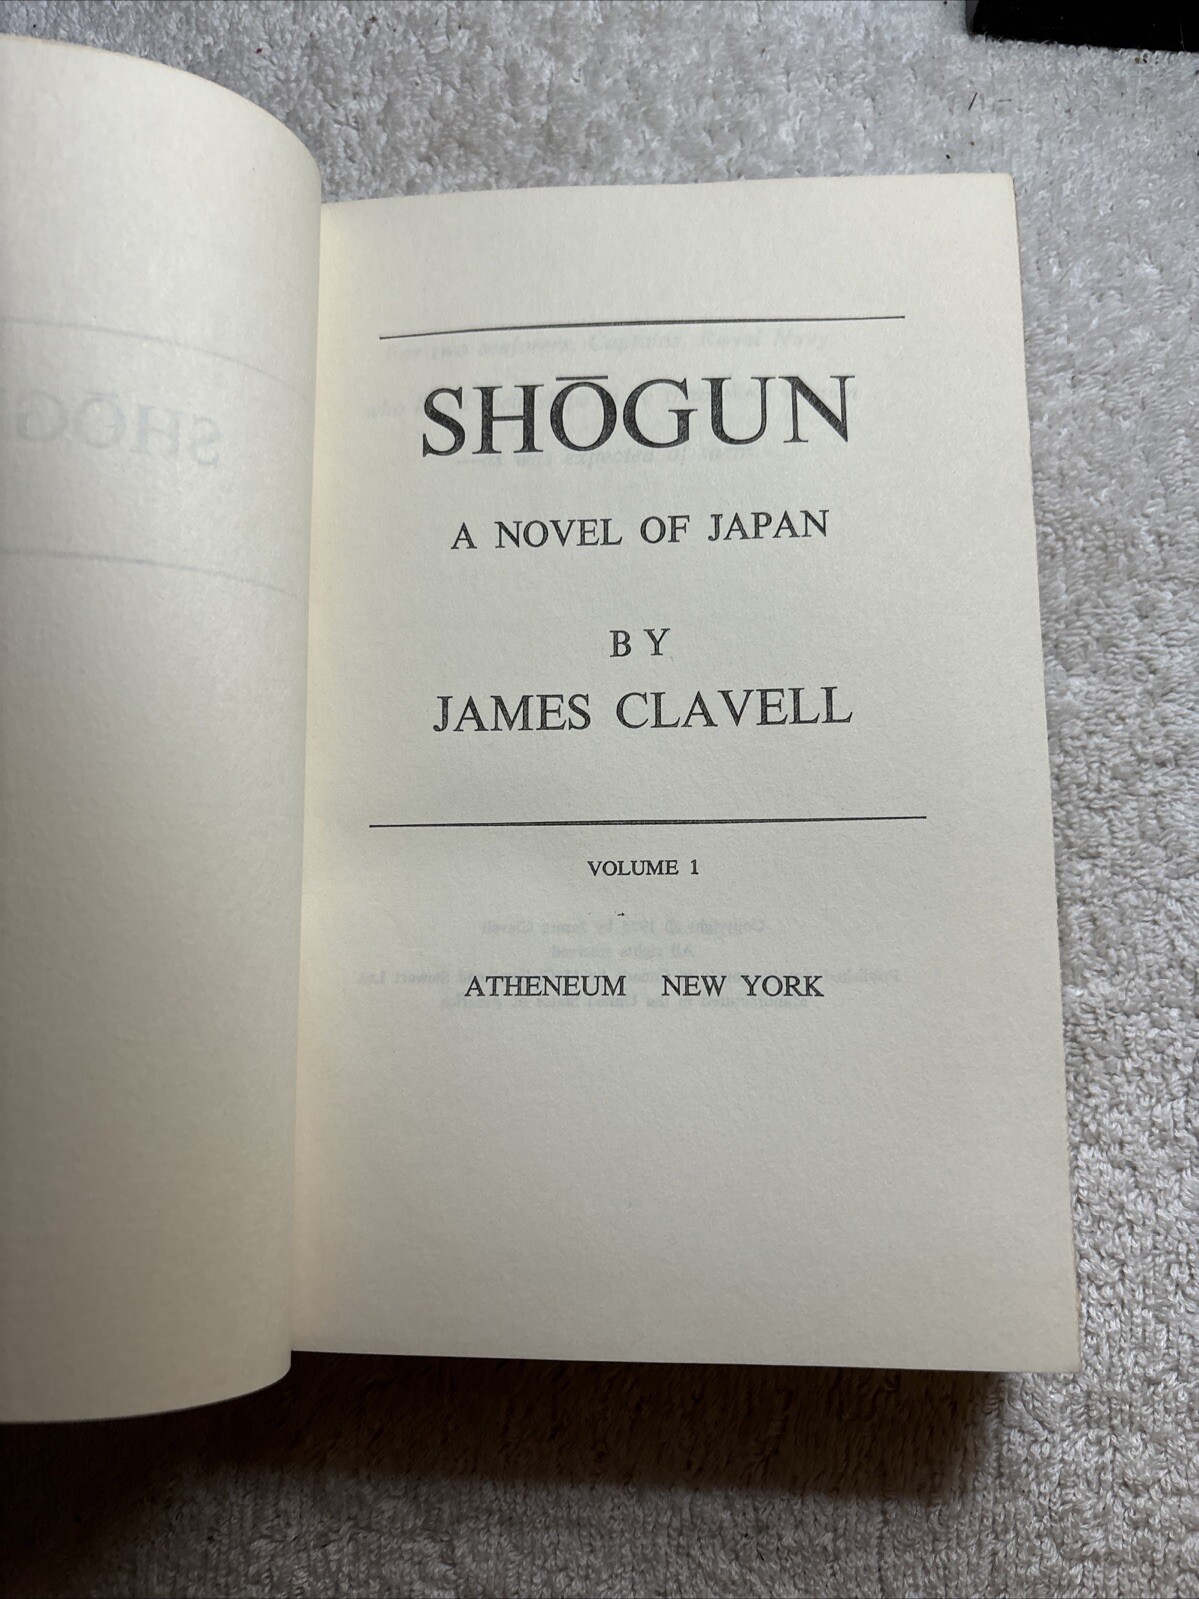 SHŌGUN
A NOVEL OF JAPAN
BY
JAMES CLAVELL
VOLUME 1
ATHENEUM NEW YORK